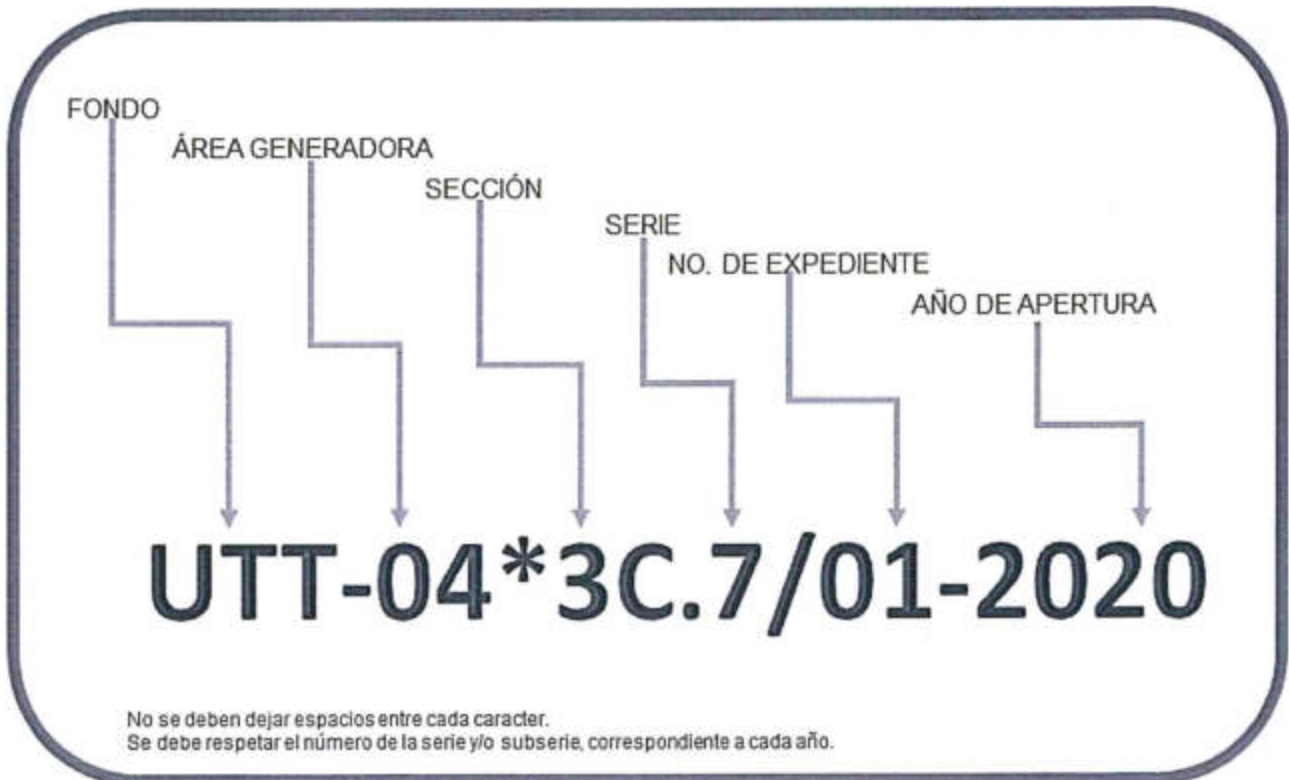 FONDO
ÁREA GENERADORA
SECCIÓN
SERIE
NO. DE EXPEDIENTE
AÑO DE APERTURA
UTT-04*3C.7/01-2020
No se deben dejar espacios entre cada caracter.
Se debe respetar el número de la serie y/o subserie, correspondiente a cada año.